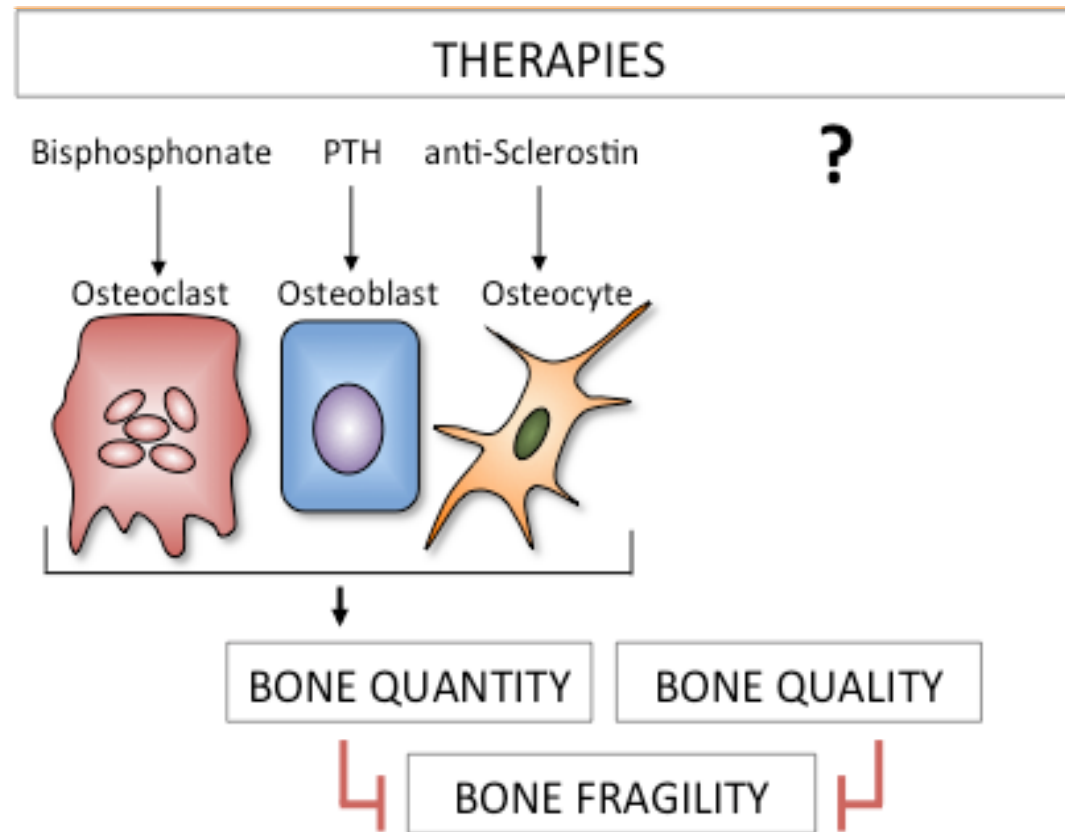 THERAPIES
Bisphosphonate PTH anti-Sclerostin ?
Osteoclast Osteoblast Osteocyte
BONE QUANTITY BONE QUALITY
BONE FRAGILITY